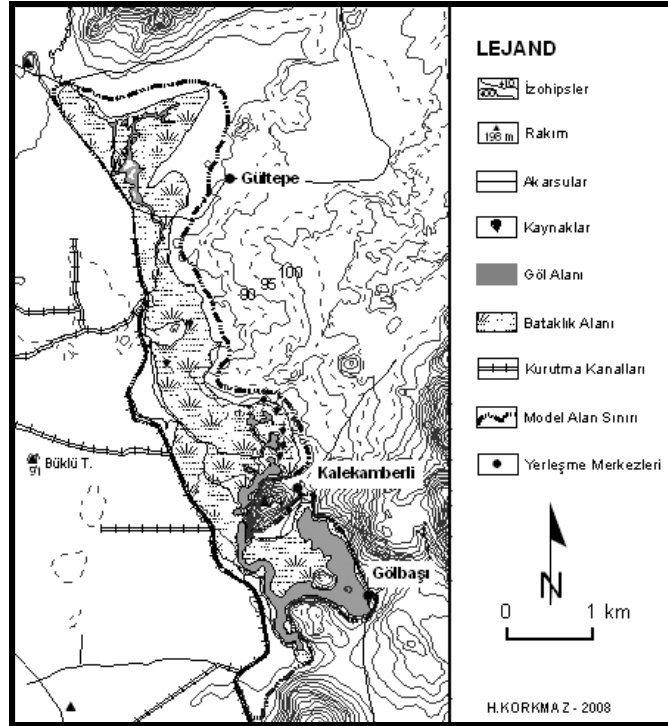 Gültepe
100
95
90
Büklü T.
91
Kalekamberli
Gölbaşı
LEJAND
İzohipsler
198 m
Rakım
Akarsular
Kaynaklar
Göl Alanı
Bataklık Alanı
Kurutma Kanalları
Model Alan Sınırı
Yerleşme Merkezleri
N
0 1 km
H.KORKMAZ - 2008